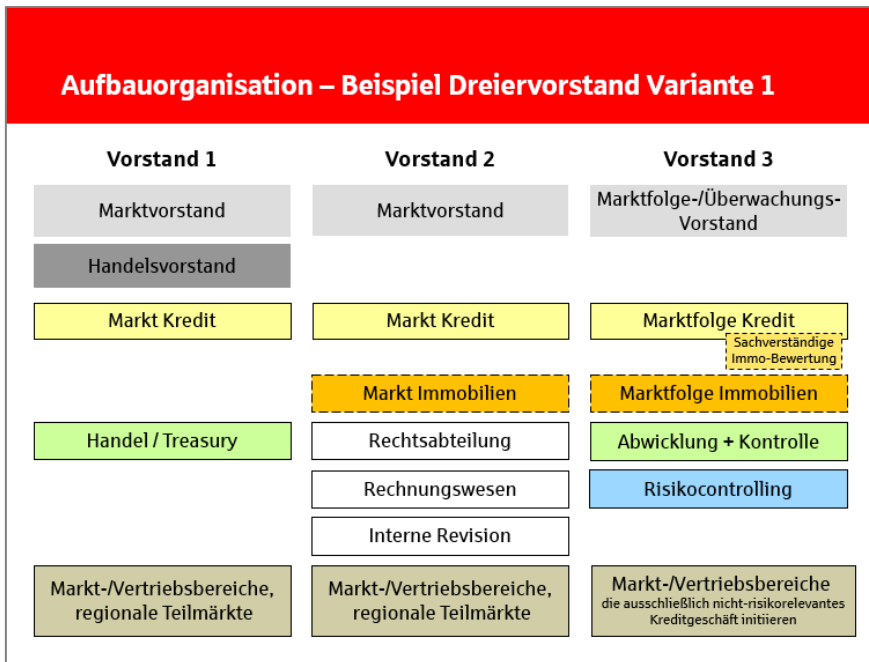 Aufbauorganisation – Beispiel Dreiervorstand Variante 1
Vorstand 1
Vorstand 2
Vorstand 3
Marktvorstand
Marktvorstand
Marktfolge-/Überwachungs-
Vorstand
Handelsvorstand
Markt Kredit
Markt Kredit
Marktfolge Kredit
Sachverständige
Immo-Bewertung
Markt Immobilien
Marktfolge Immobilien
Handel / Treasury
Rechtsabteilung
Abwicklung + Kontrolle
Rechnungswesen
Risikocontrolling
Interne Revision
Markt-/Vertriebsbereiche,
regionale Teilmärkte
Markt-/Vertriebsbereiche,
regionale Teilmärkte
Markt-/Vertriebsbereiche
die ausschließlich nicht-risikorelevantes
Kreditgeschäft initiieren